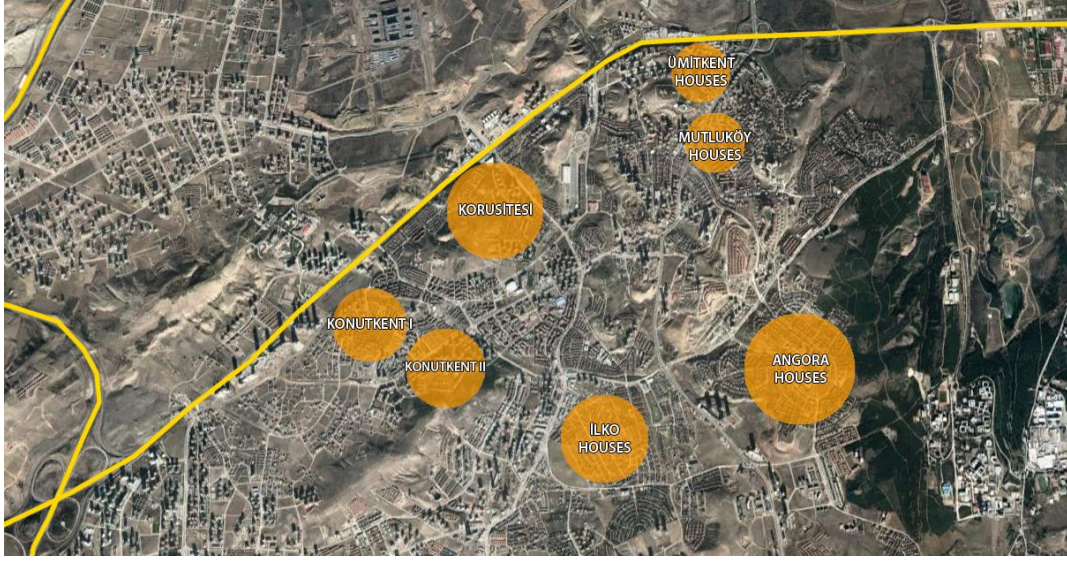 ÜMİTKENT
HOUSES
MUTLUKÖY
HOUSES
KORUSİTESİ
KONUTKENT I
KONUTKENT II
ANGORA
HOUSES
İLKO
HOUSES